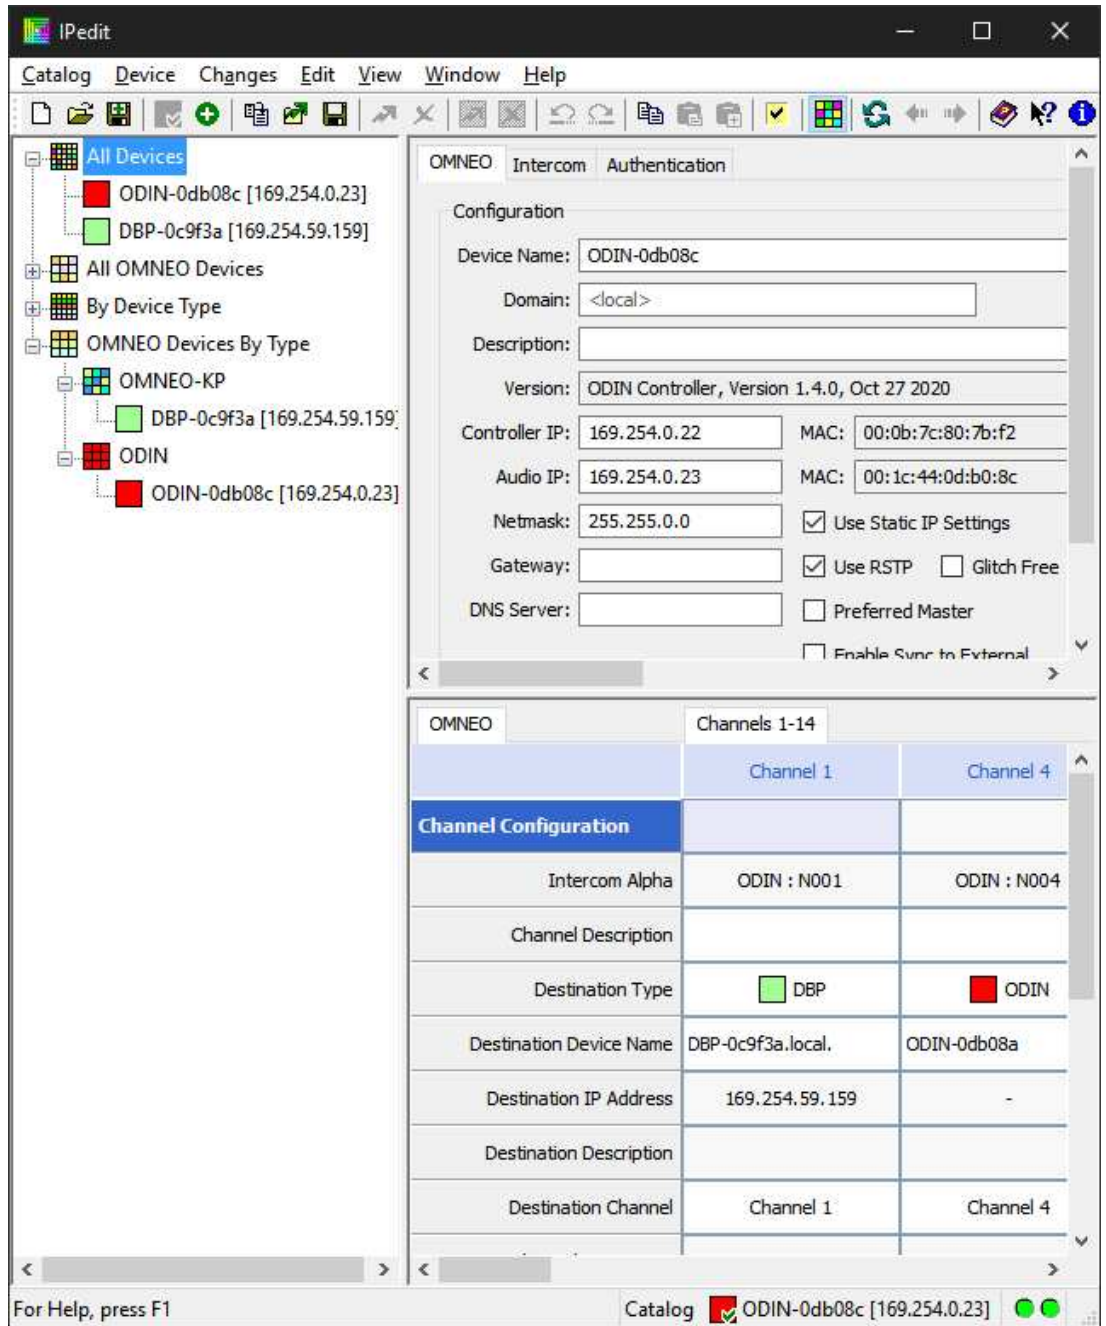 IPedit
Catalog Device Changes Edit View Window Help
All Devices
ODIN-0db08c [169.254.0.23]
DBP-0c9f3a [169.254.59.159]
All OMNEO Devices
By Device Type
OMNEO Devices By Type
OMNEO-KP
DBP-0c9f3a [169.254.59.159]
ODIN
ODIN-0db08c [169.254.0.23]
OMNEO Intercom Authentication
Configuration
Device Name: ODIN-0db08c
Domain: <local>
Description:
Version: ODIN Controller, Version 1.4.0, Oct 27 2020
Controller IP: 169.254.0.22 MAC: 00:0b:7c:80:7b:f2
Audio IP: 169.254.0.23 MAC: 00:1c:44:0d:b0:8c
Netmask: 255.255.0.0 Use Static IP Settings
Gateway: Use RSTP Glitch Free
DNS Server: Preferred Master
Enable Sync to External
OMNEO Channels 1-14
Channel 1 Channel 4
Channel Configuration
Intercom Alpha ODIN : N001 ODIN : N004
Channel Description
Destination Type DBP ODIN
Destination Device Name DBP-0c9f3a.local. ODIN-0db08a
Destination IP Address 169.254.59.159 -
Destination Description
Destination Channel Channel 1 Channel 4
For Help, press F1 Catalog ODIN-0db08c [169.254.0.23]